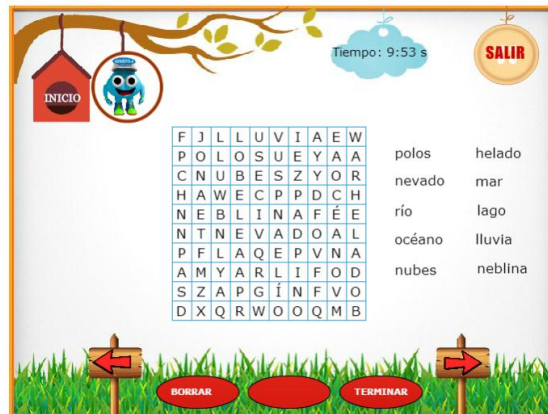 Tiempo: 9:53 s
SALIR
INICIO
F J L L U V I A E W
P O L O S U E Y A A
C N U B E S Z Y O R
H A W E C P P D C H
N E B L I N A F É E
N T N E V A D O A L
P F L A Q E P V N A
A M Y A R L I F O D
S Z A P G Í N F V O
D X Q R W O O Q M B
polos helado
nevado mar
río lago
océano lluvia
nubes neblina
BORRAR
TERMINAR